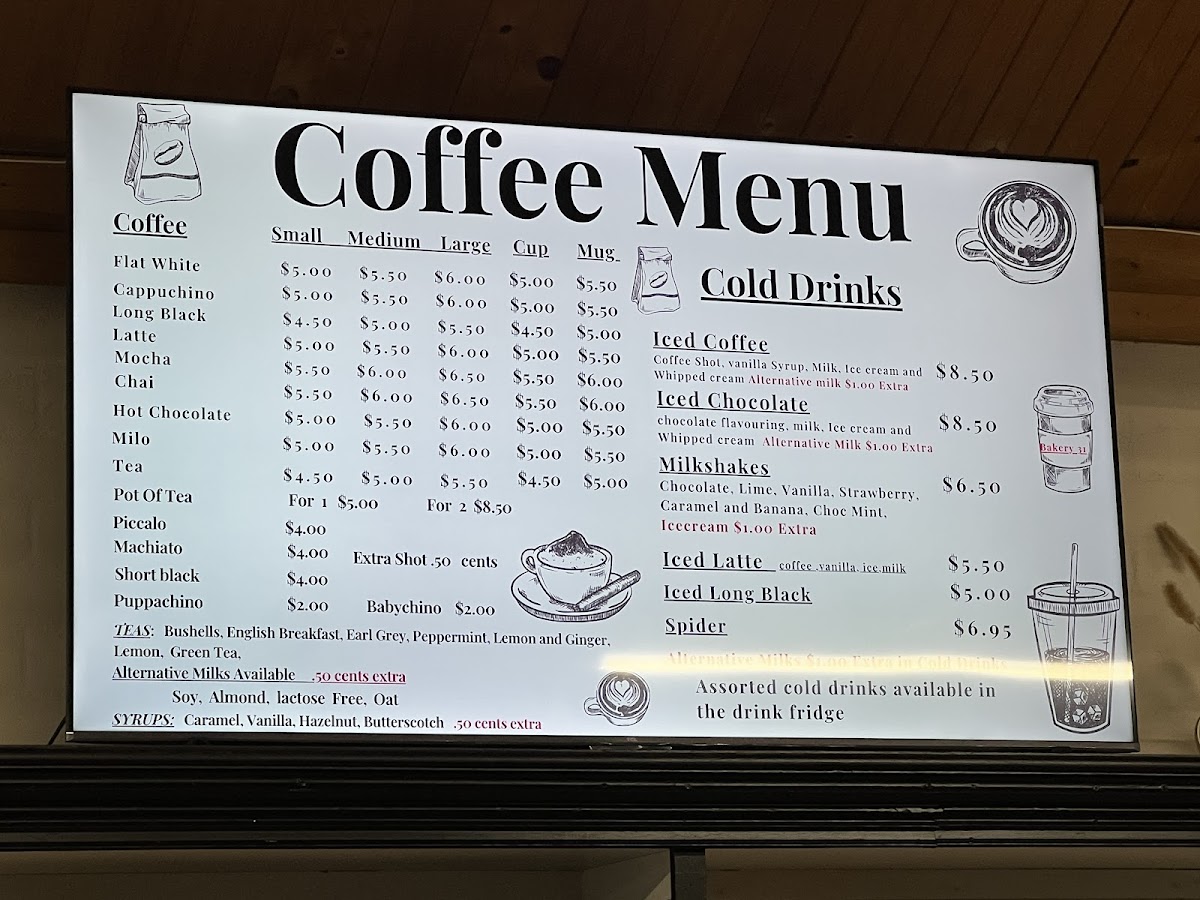 Coffee Menu
Coffee Small Medium Large Cup Mug
Flat White $5.00 $5.50 $6.00 $5.00 $5.50
Cappuchino $5.00 $5.50 $6.00 $5.00 $5.50
Long Black $4.50 $5.00 $5.50 $4.50 $5.00
Latte $5.00 $5.50 $6.00 $5.00 $5.50
Mocha $5.50 $6.00 $6.50 $5.50 $6.00
Chai $5.50 $6.00 $6.50 $5.50 $6.00
Hot Chocolate $5.00 $5.50 $6.00 $5.00 $5.50
Milo $5.00 $5.50 $6.00 $5.00 $5.50
Tea $4.50 $5.00 $5.50 $4.50 $5.00
Pot Of Tea For 1 $5.00 For 2 $8.50
Piccalo $4.00
Machiato $4.00 Extra Shot .50 cents
Short black $4.00
Puppachino $2.00 Babychino $2.00
TEAS: Bushells, English Breakfast, Earl Grey, Peppermint, Lemon and Ginger,
Lemon, Green Tea,
Alternative Milks Available .50 cents extra
Soy, Almond, lactose Free, Oat
SYRUPS: Caramel, Vanilla, Hazelnut, Butterscotch .50 cents extra
Cold Drinks
Iced Coffee
Coffee Shot, vanilla Syrup, Milk, Ice cream and $8.50
Whipped cream Alternative milk $1.00 Extra
Iced Chocolate
chocolate flavouring, milk, Ice cream and $8.50
Whipped cream Alternative Milk $1.00 Extra
Milkshakes
Chocolate, Lime, Vanilla, Strawberry, $6.50
Caramel and Banana, Choc Mint,
Icecream $1.00 Extra
Iced Latte coffee ,vanilla, ice,milk $5.50
Iced Long Black $5.00
Spider $6.95
Alternative Milks $1.00 Extra in Cold Drinks
Assorted cold drinks available in
the drink fridge
Bakery 31